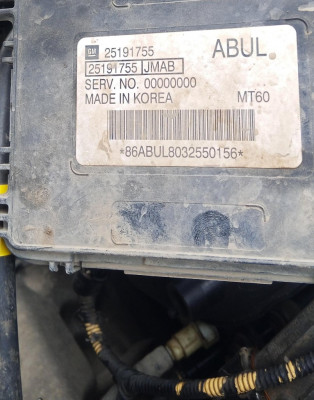 GM 25191755 ABUL
25191755 JMAB
SERV. NO. 00000000
MADE IN KOREA MT60
*86ABUL8032550156*